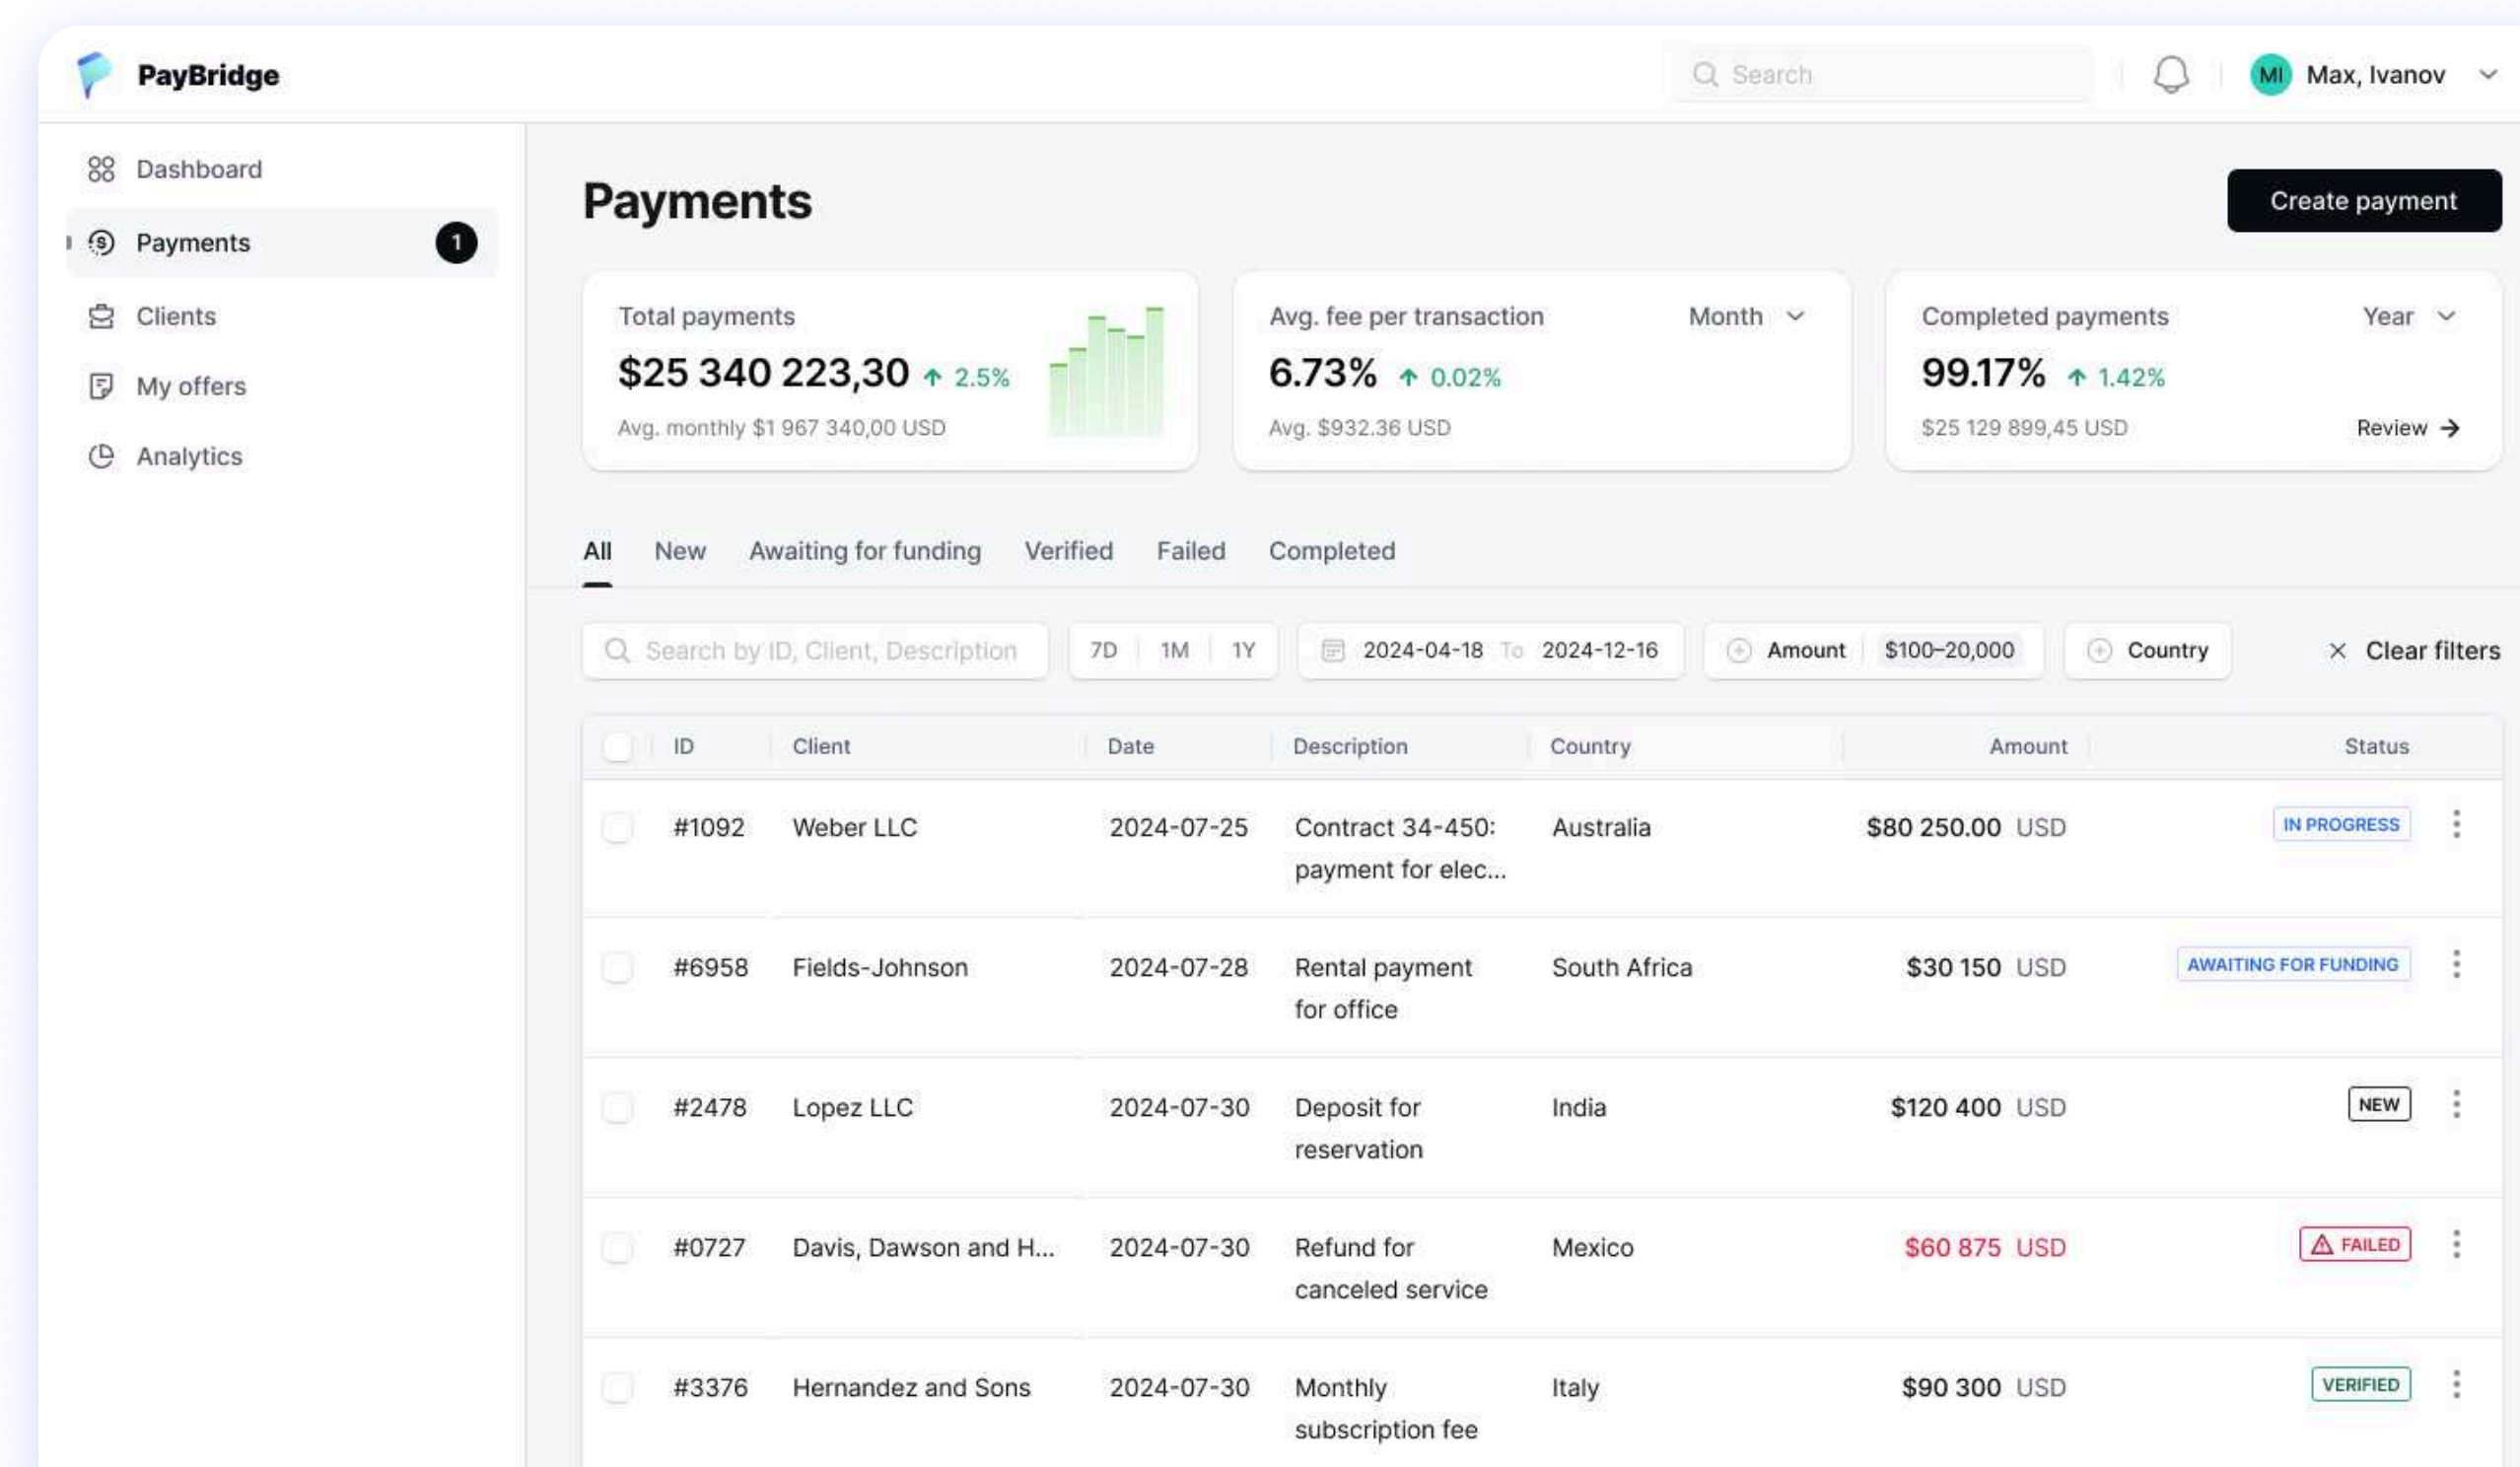 PayBridge
Search
MI Max, Ivanov
Dashboard
Payments 1
Clients
My offers
Analytics
Payments
Create payment
Total payments
$25 340 223,30 2.5%
Avg. monthly $1 967 340,00 USD
Avg. fee per transaction Month
6.73% 0.02%
Avg. $932.36 USD
Completed payments Year
99.17% 1.42%
$25 129 899,45 USD Review
All New Awaiting for funding Verified Failed Completed
Search by ID, Client, Description 7D 1M 1Y 2024-04-18 To 2024-12-16 Amount $100–20,000 Country Clear filters
ID Client Date Description Country Amount Status
#1092 Weber LLC 2024-07-25 Contract 34-450: Australia $80 250.00 USD IN PROGRESS
payment for elec...
#6958 Fields-Johnson 2024-07-28 Rental payment South Africa $30 150 USD AWAITING FOR FUNDING
for office
#2478 Lopez LLC 2024-07-30 Deposit for India $120 400 USD NEW
reservation
#0727 Davis, Dawson and H... 2024-07-30 Refund for Mexico $60 875 USD FAILED
canceled service
#3376 Hernandez and Sons 2024-07-30 Monthly Italy $90 300 USD VERIFIED
subscription fee